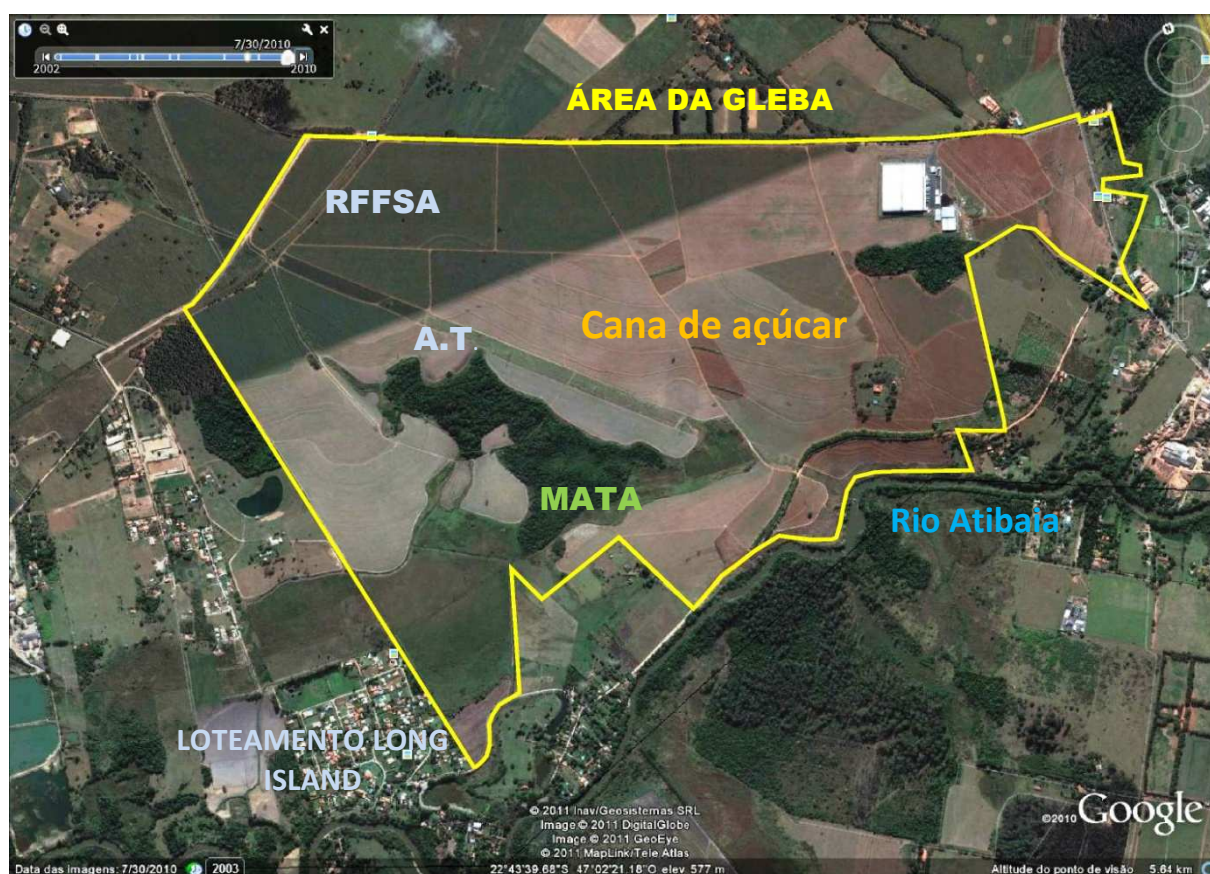 7/30/2010
2002
2010
ÁREA DA GLEBA
RFFSA
A.T.
Cana de açúcar
MATA
Rio Atibaia
LOTEAMENTO LONG
ISLAND
© 2011 Inav/Geosistemas SRL
Image © 2011 DigitalGlobe
Image © 2011 GeoEye
© 2011 MapLink/Tele Atlas
©2010 Google
Data das imagens: 7/30/2010
2003
22°43'39.68"S 47°02'21.18"O elev 577 m
Altitude do ponto de visão 5.64 km